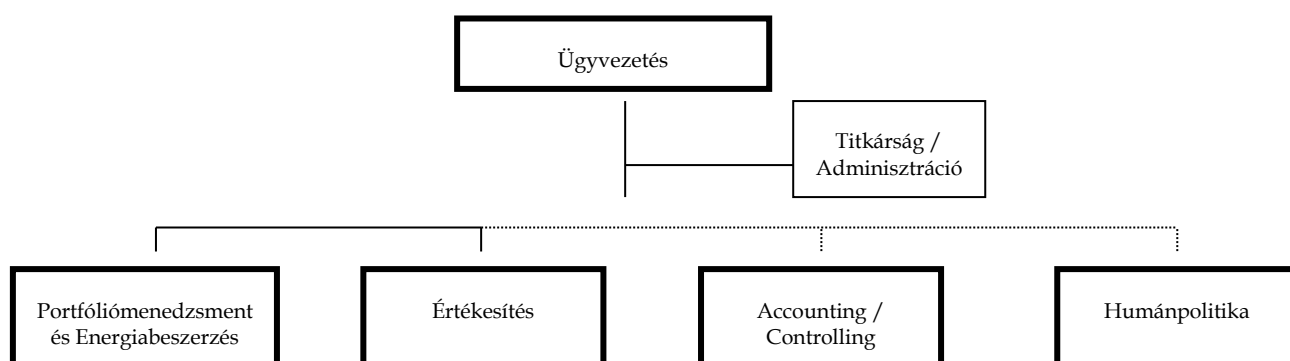 Ügyvezetés
Titkárság /
Adminisztráció
Portfóliómenedzsment
és Energiabeszerzés
Értékesítés
Accounting /
Controlling
Humánpolitika